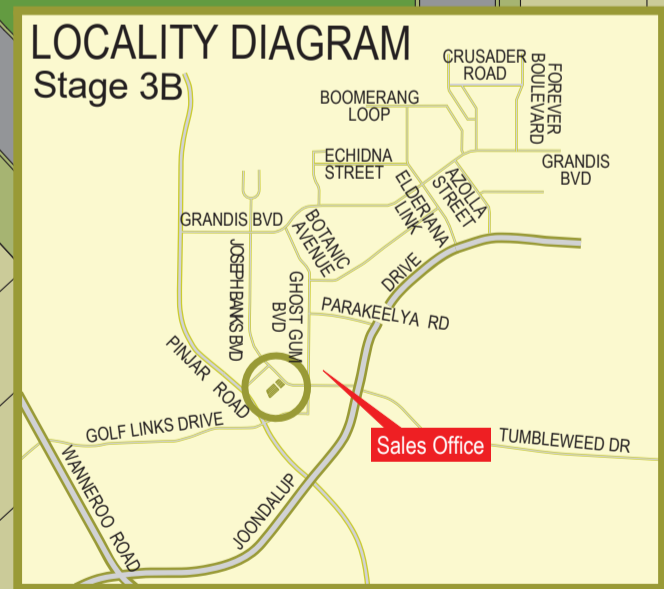 LOCALITY DIAGRAM
Stage 3B
CRUSADER
ROAD
FOREVER
BOULEVARD
BOOMERANG
LOOP
ECHIDNA
STREET
GRANDIS
BVD
AZOLLA
STREET
ELDERIANA
LINK
GRANDIS BVD
BOTANIC
AVENUE
JOSEPH BANKS BVD
GHOST GUM
BVD
DRIVE
PARAKEELYA RD
PINJAR ROAD
GOLF LINKS DRIVE
Sales Office
TUMBLEWEED DR
WANNEROO ROAD
JOONDALUP